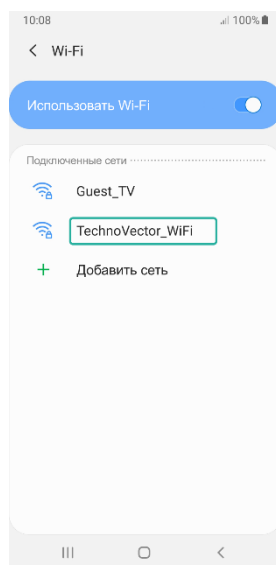 10:08
100%
Wi-Fi
Использовать Wi-Fi
Подключенные сети
Guest_TV
TechnoVector_WiFi
Добавить сеть